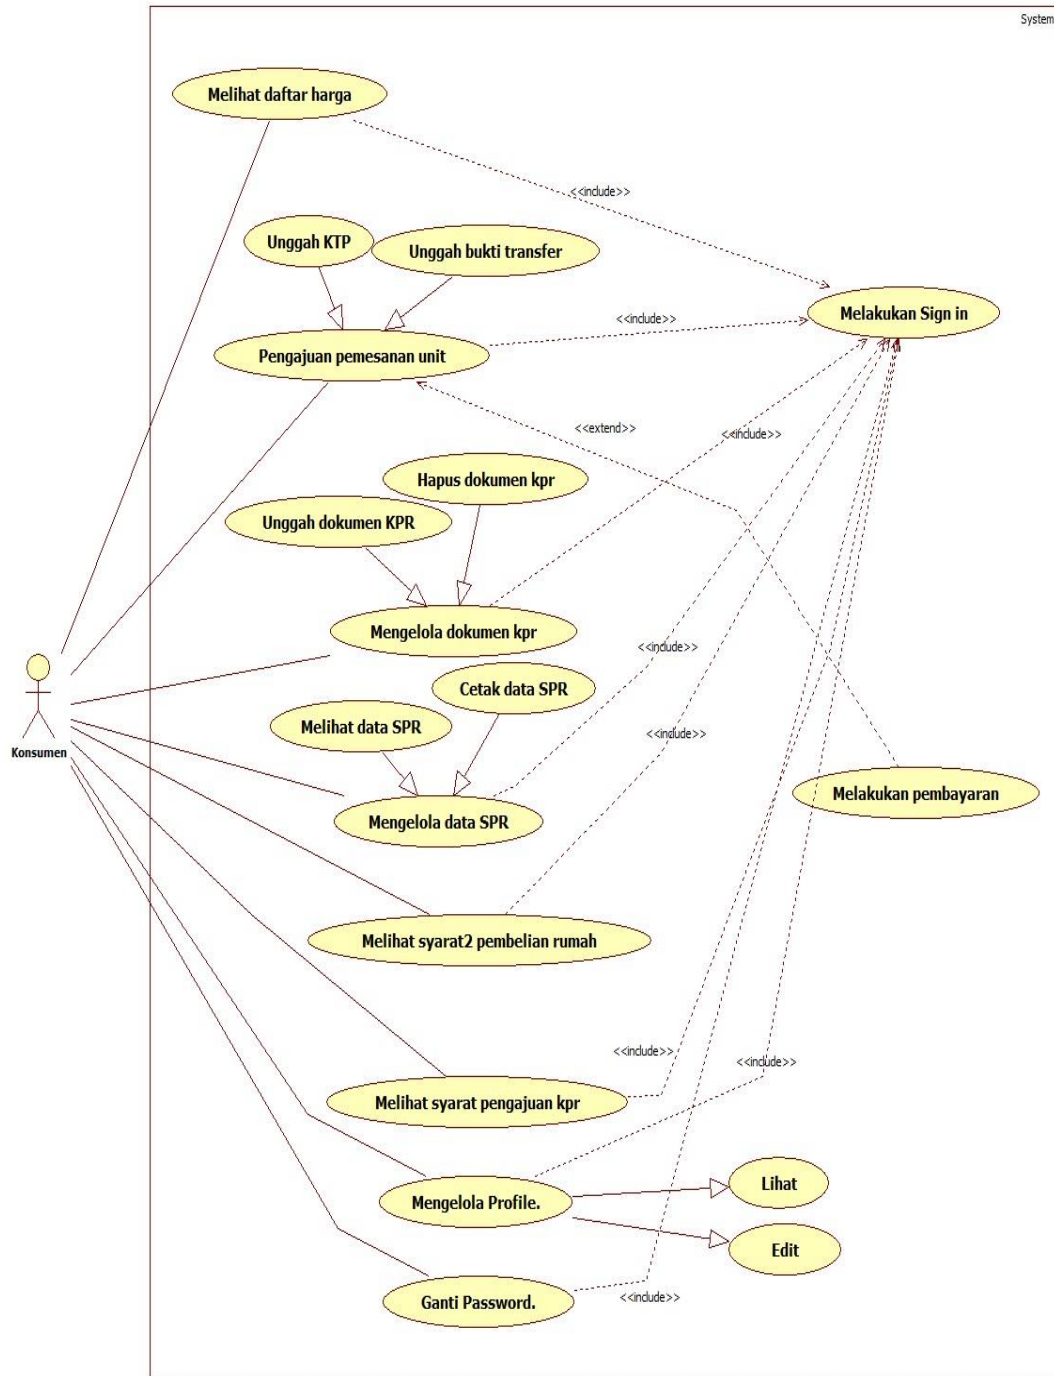 System
Melihat daftar harga
<<include>>
Unggah KTP
Unggah bukti transfer
Melakukan Sign in
<<include>>
Pengajuan pemesanan unit
<<extend>>
<<include>>
Hapus dokumen kpr
Unggah dokumen KPR
Mengelola dokumen kpr
<<include>>
Cetak data SPR
Melihat data SPR
<<include>>
Konsumen
Melakukan pembayaran
Mengelola data SPR
Melihat syarat2 pembelian rumah
<<include>>
<<include>>
Melihat syarat pengajuan kpr
Lihat
Mengelola Profile.
Edit
Ganti Password.
<<include>>